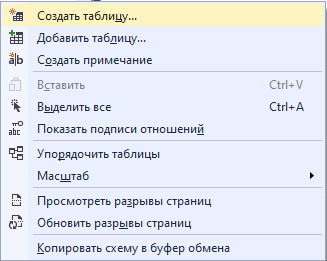 Создать таблицу...
Добавить таблицу...
Создать примечание
Вставить Ctrl+V
Выделить все Ctrl+A
Показать подписи отношений
Упорядочить таблицы
Масштаб
Просмотреть разрывы страниц
Обновить разрывы страниц
Копировать схему в буфер обмена